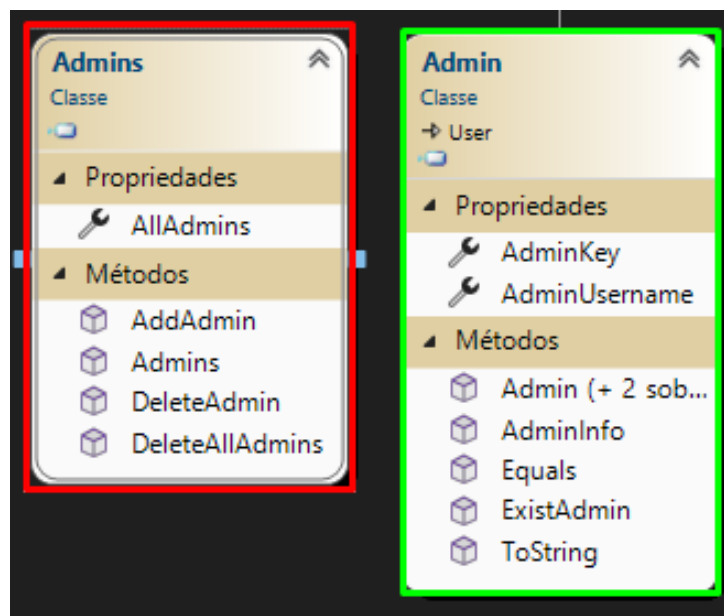 Admins
Classe
Propriedades
AllAdmins
Métodos
AddAdmin
Admins
DeleteAdmin
DeleteAllAdmins
Admin
Classe
User
Propriedades
AdminKey
AdminUsername
Métodos
Admin (+ 2 sob...
AdminInfo
Equals
ExistAdmin
ToString